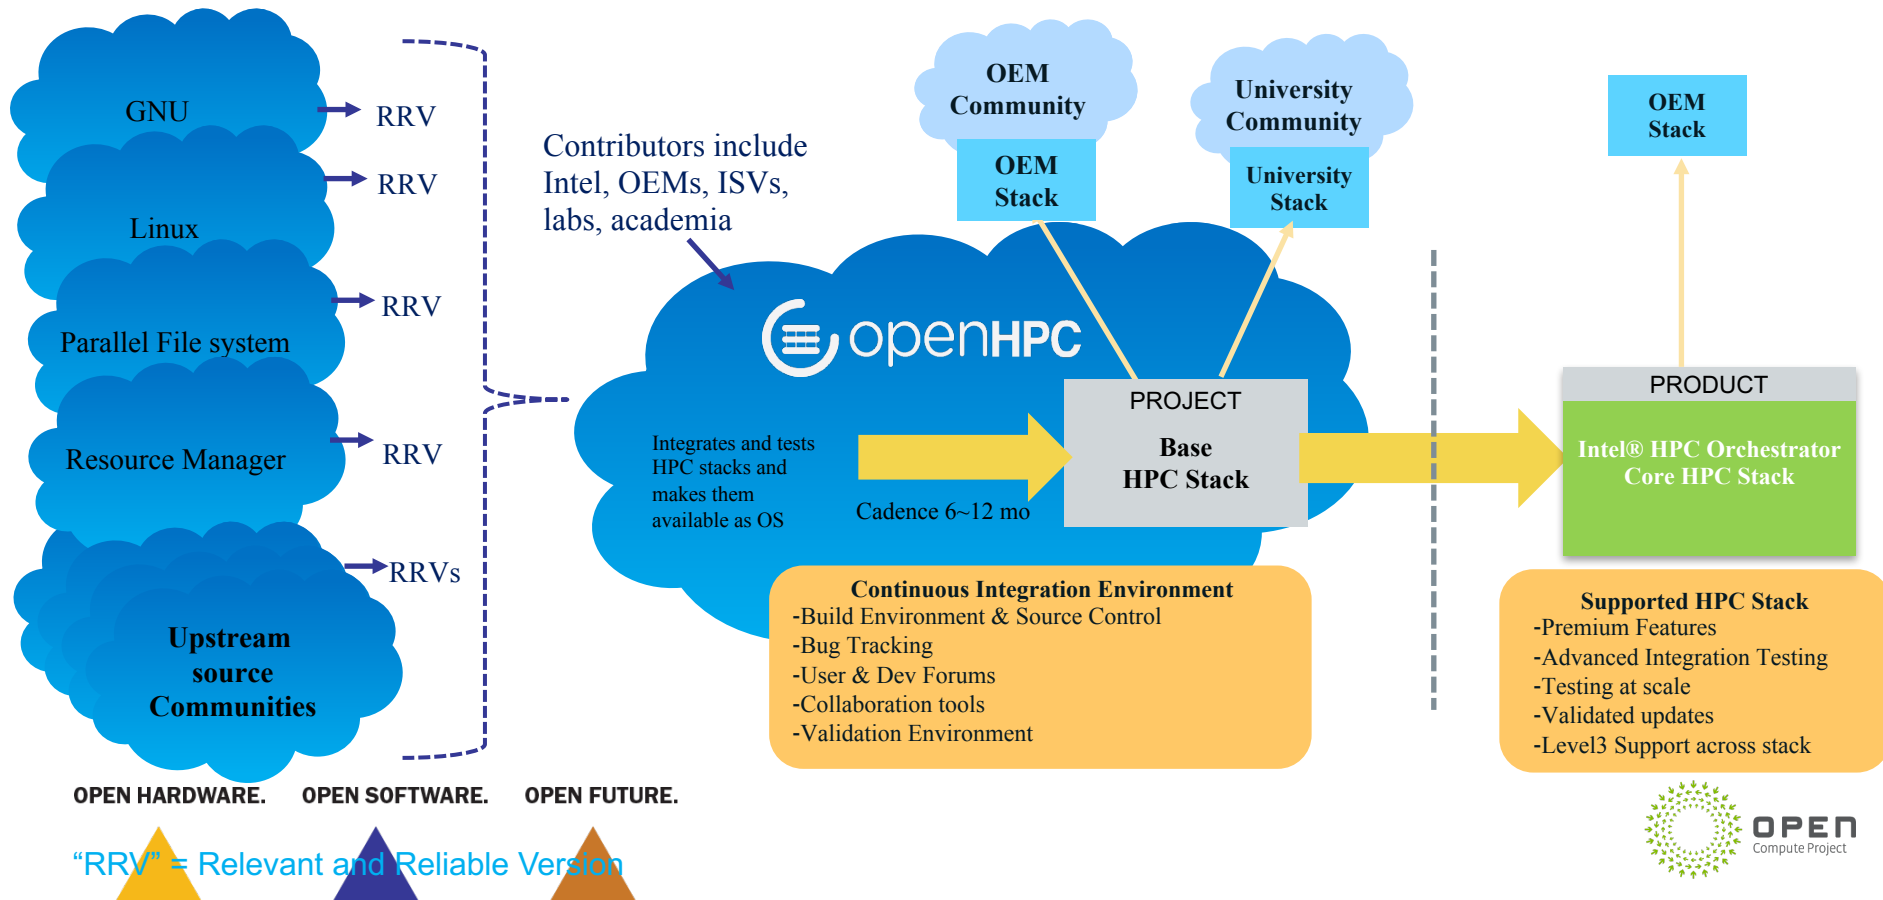 GNU
RRV
RRV
Linux
RRV
Parallel File system
RRV
Resource Manager
RRVs
Upstream
source
Communities
Contributors include
Intel, OEMs, ISVs,
labs, academia
OEM
Community
OEM
Stack
University
Community
University
Stack
OEM
Stack
openHPC
Integrates and tests
HPC stacks and
makes them
available as OS
Cadence 6~12 mo
PROJECT
Base
HPC Stack
PRODUCT
Intel® HPC Orchestrator
Core HPC Stack
Continuous Integration Environment
-Build Environment & Source Control
-Bug Tracking
-User & Dev Forums
-Collaboration tools
-Validation Environment
Supported HPC Stack
-Premium Features
-Advanced Integration Testing
-Testing at scale
-Validated updates
-Level3 Support across stack
OPEN HARDWARE. OPEN SOFTWARE. OPEN FUTURE.
“RRV” = Relevant and Reliable Version
OPEN
Compute Project